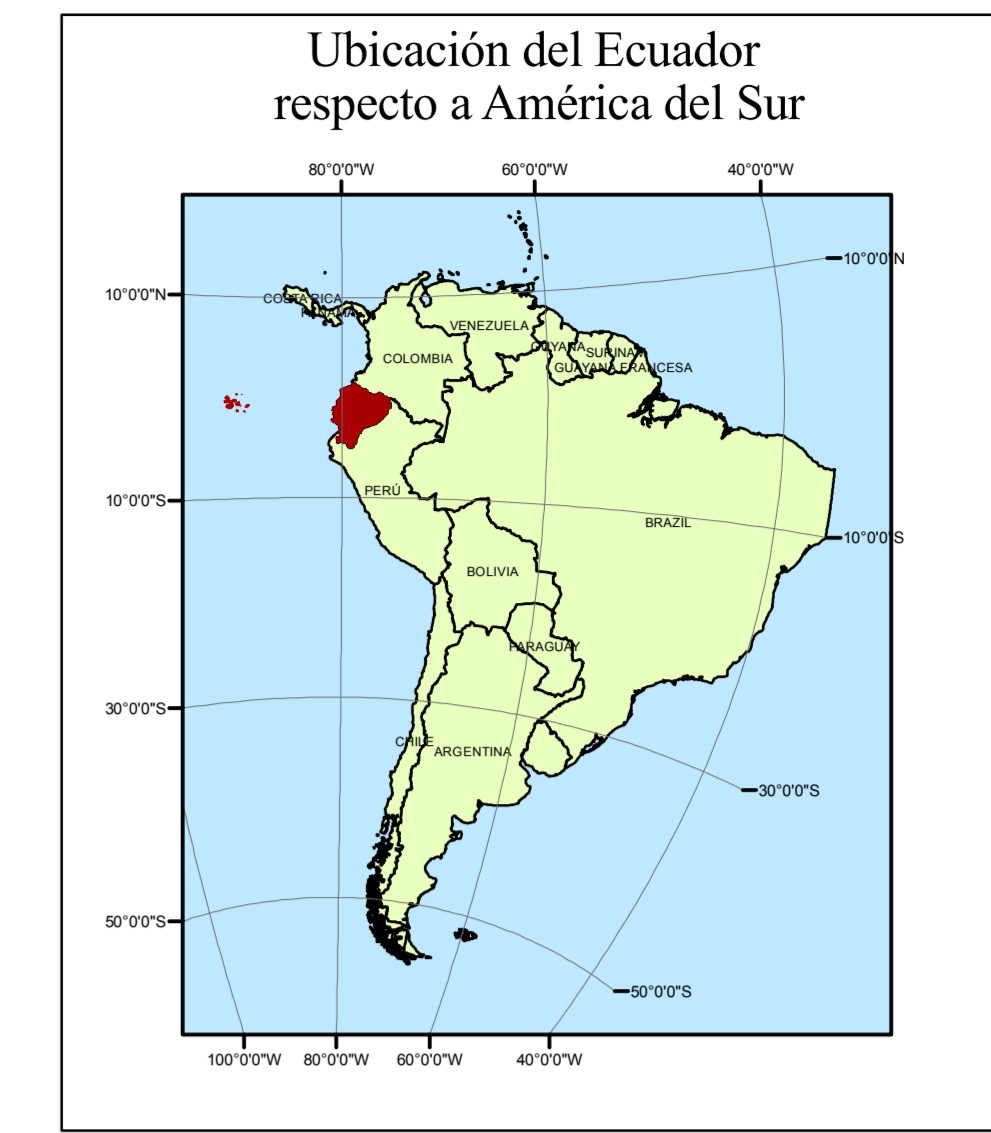 Ubicación del Ecuador
respecto a América del Sur
80°0'0"W 60°0'0"W 40°0'0"W
10°0'0"N
10°0'0"N
COSTA RICA
PANAMA
VENEZUELA
GUYANA
SURINAM
COLOMBIA
GUAYANA FRANCESA
PERÚ
10°0'0"S
BRAZIL
10°0'0"S
BOLIVIA
PARAGUAY
30°0'0"S
CHILE
ARGENTINA
30°0'0"S
50°0'0"S
50°0'0"S
100°0'0"W 80°0'0"W 60°0'0"W 40°0'0"W